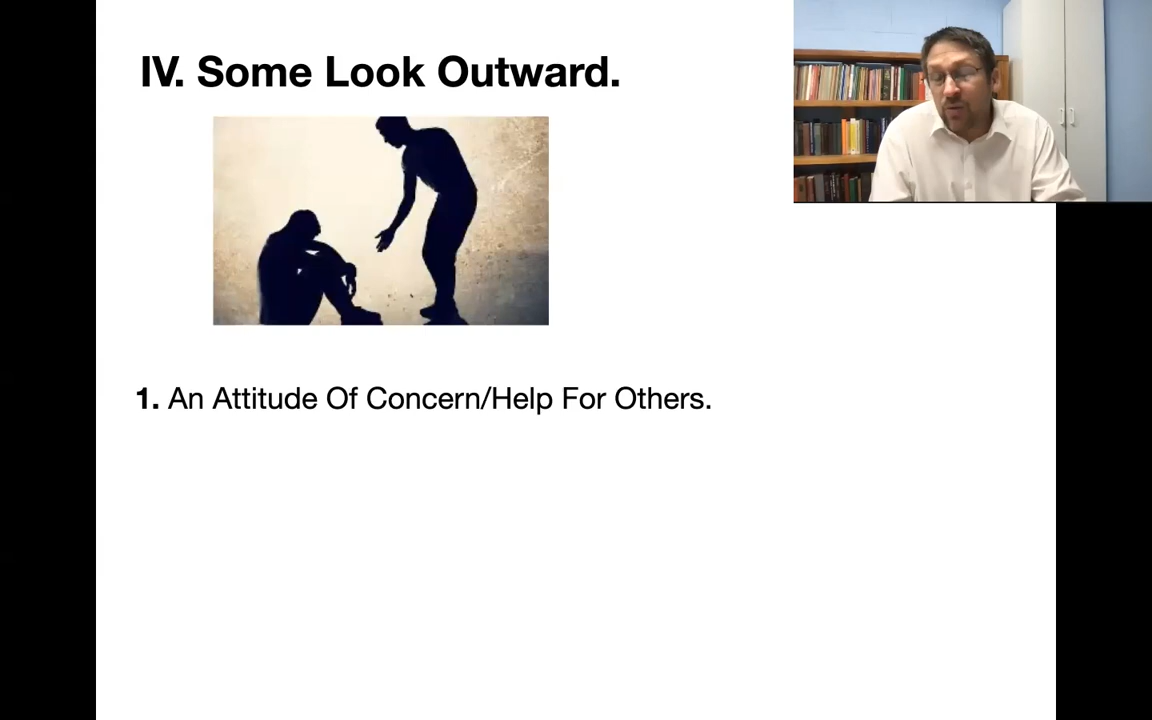 IV. Some Look Outward.
1. An Attitude Of Concern/Help For Others.